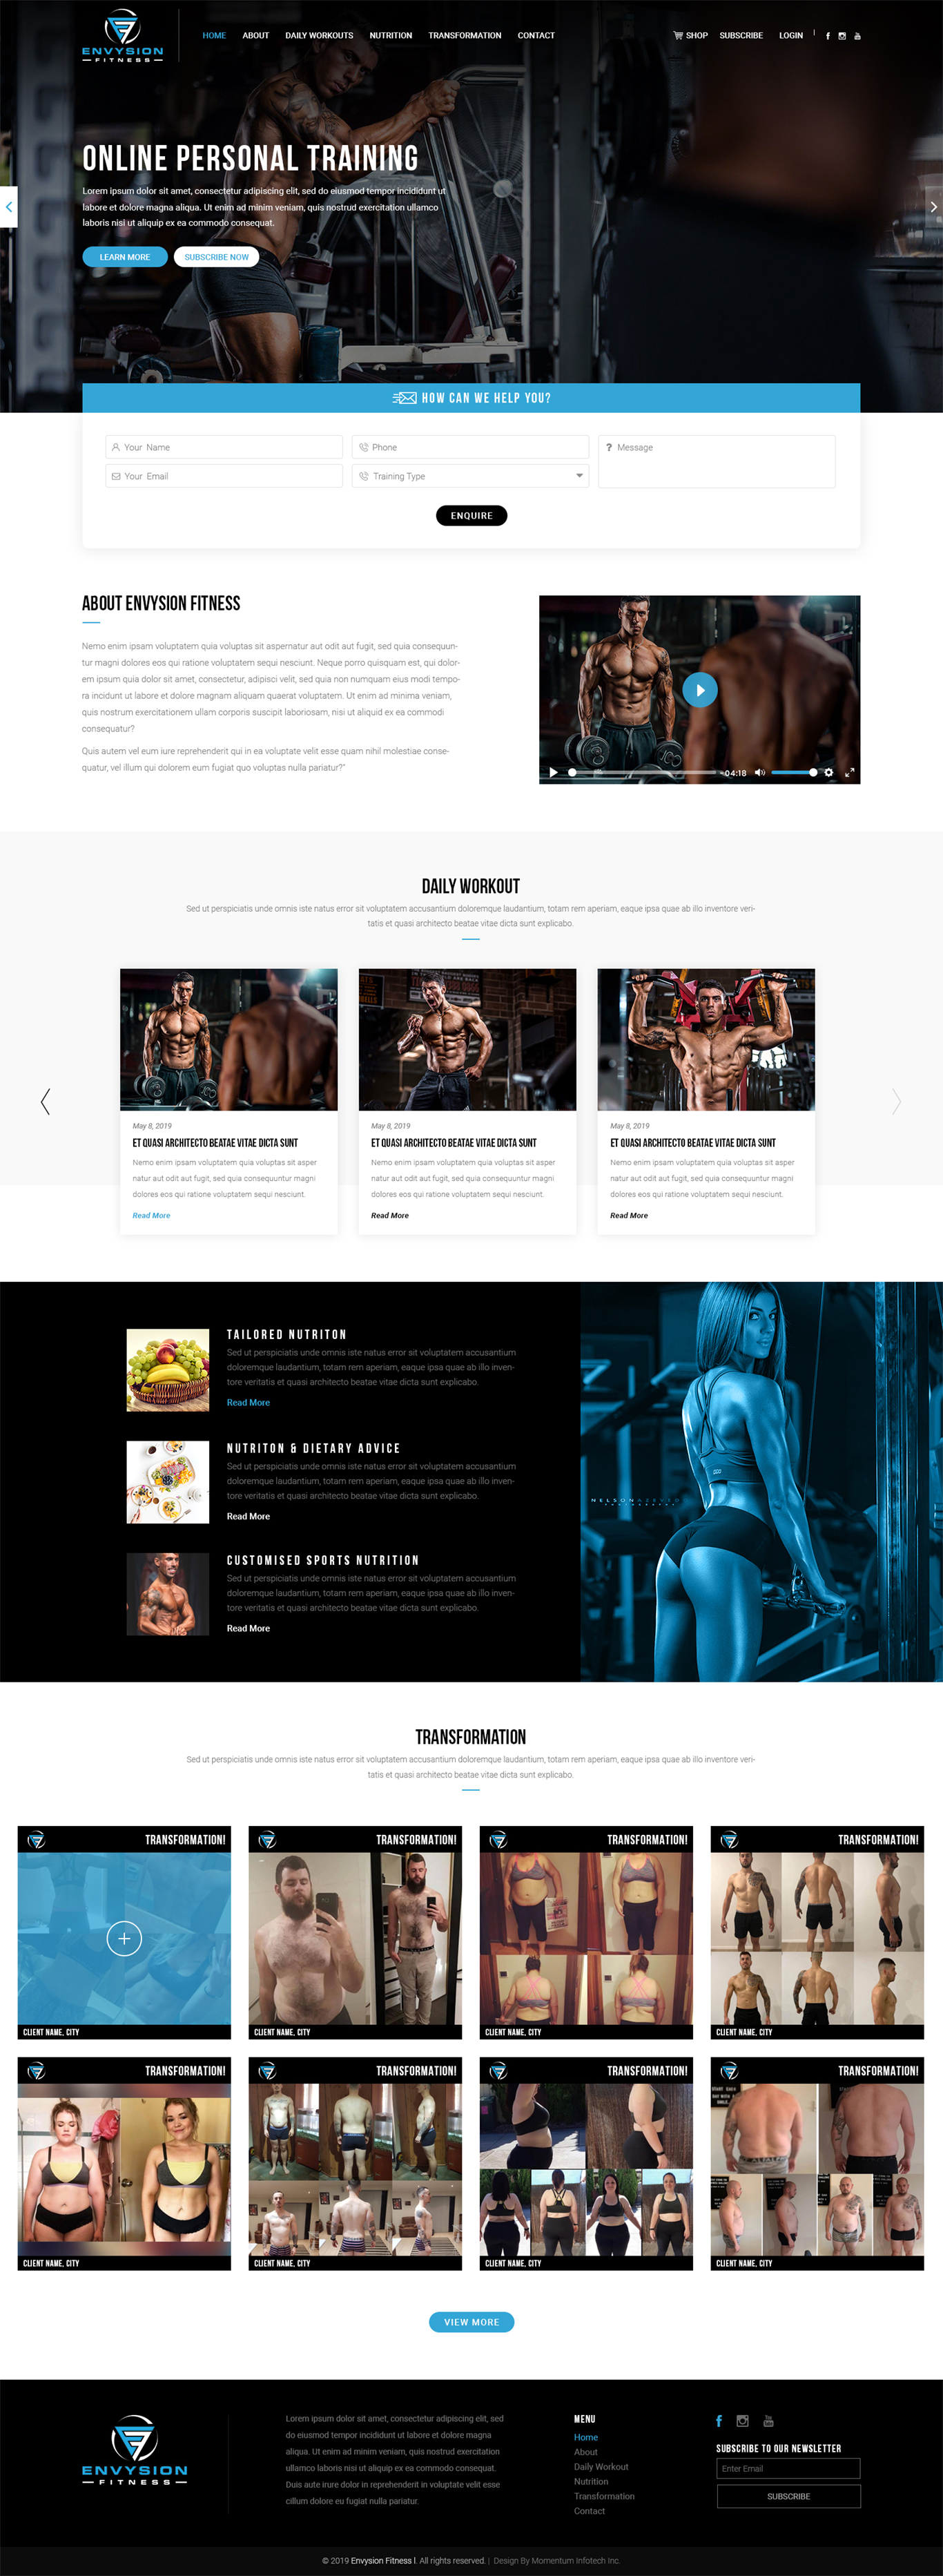 ENVYSION
FITNESS
HOME ABOUT DAILY WORKOUTS NUTRITION TRANSFORMATION CONTACT
SHOP SUBSCRIBE LOGIN
ONLINE PERSONAL TRAINING
Lorem ipsum dolor sit amet, consectetur adipiscing elit, sed do eiusmod tempor incididunt ut
labore et dolore magna aliqua. Ut enim ad minim veniam, quis nostrud exercitation ullamco
laboris nisi ut aliquip ex ea commodo consequat.
LEARN MORE SUBSCRIBE NOW
HOW CAN WE HELP YOU?
Your Name
Phone
? Message
Your Email
Training Type
ENQUIRE
ABOUT ENVYSION FITNESS
Nemo enim ipsam voluptatem quia voluptas sit aspernatur aut odit aut fugit, sed quia consequun-
tur magni dolores eos qui ratione voluptatem sequi nesciunt. Neque porro quisquam est, qui dolor-
em ipsum quia dolor sit amet, consectetur, adipisci velit, sed quia non numquam eius modi tempo-
ra incidunt ut labore et dolore magnam aliquam quaerat voluptatem. Ut enim ad minima veniam,
quis nostrum exercitationem ullam corporis suscipit laboriosam, nisi ut aliquid ex ea commodi
consequatur?
Quis autem vel eum iure reprehenderit qui in ea voluptate velit esse quam nihil molestiae conse-
quatur, vel illum qui dolorem eum fugiat quo voluptas nulla pariatur?"
-04:18
DAILY WORKOUT
Sed ut perspiciatis unde omnis iste natus error sit voluptatem accusantium doloremque laudantium, totam rem aperiam, eaque ipsa quae ab illo inventore veri-
tatis et quasi architecto beatae vitae dicta sunt explicabo.
May 8, 2019
ET QUASI ARCHITECTO BEATAE VITAE DICTA SUNT
Nemo enim ipsam voluptatem quia voluptas sit asper
natur aut odit aut fugit, sed quia consequuntur magni
dolores eos qui ratione voluptatem sequi nesciunt.
Read More
May 8, 2019
ET QUASI ARCHITECTO BEATAE VITAE DICTA SUNT
Nemo enim ipsam voluptatem quia voluptas sit asper
natur aut odit aut fugit, sed quia consequuntur magni
dolores eos qui ratione voluptatem sequi nesciunt.
Read More
May 8, 2019
ET QUASI ARCHITECTO BEATAE VITAE DICTA SUNT
Nemo enim ipsam voluptatem quia voluptas sit asper
natur aut odit aut fugit, sed quia consequuntur magni
dolores eos qui ratione voluptatem sequi nesciunt.
Read More
TAILORED NUTRITON
Sed ut perspiciatis unde omnis iste natus error sit voluptatem accusantium
doloremque laudantium, totam rem aperiam, eaque ipsa quae ab illo inven-
tore veritatis et quasi architecto beatae vitae dicta sunt explicabo.
Read More
NUTRITON & DIETARY ADVICE
Sed ut perspiciatis unde omnis iste natus error sit voluptatem accusantium
doloremque laudantium, totam rem aperiam, eaque ipsa quae ab illo inven-
tore veritatis et quasi architecto beatae vitae dicta sunt explicabo.
Read More
CUSTOMISED SPORTS NUTRITION
Sed ut perspiciatis unde omnis iste natus error sit voluptatem accusantium
doloremque laudantium, totam rem aperiam, eaque ipsa quae ab illo inven-
tore veritatis et quasi architecto beatae vitae dicta sunt explicabo.
Read More
TRANSFORMATION
Sed ut perspiciatis unde omnis iste natus error sit voluptatem accusantium doloremque laudantium, totam rem aperiam, eaque ipsa quae ab illo inventore veri-
tatis et quasi architecto beatae vitae dicta sunt explicabo.
TRANSFORMATION!
CLIENT NAME, CITY
TRANSFORMATION!
CLIENT NAME, CITY
TRANSFORMATION!
CLIENT NAME, CITY
TRANSFORMATION!
CLIENT NAME, CITY
TRANSFORMATION!
CLIENT NAME, CITY
TRANSFORMATION!
CLIENT NAME, CITY
TRANSFORMATION!
CLIENT NAME, CITY
TRANSFORMATION!
CLIENT NAME, CITY
VIEW MORE
ENVYSION
FITNESS
Lorem ipsum dolor sit amet, consectetur adipiscing elit, sed
do eiusmod tempor incididunt ut labore et dolore magna
aliqua. Ut enim ad minim veniam, quis nostrud exercitation
ullamco laboris nisi ut aliquip ex ea commodo consequat.
Duis aute irure dolor in reprehenderit in voluptate velit esse
cillum dolore eu fugiat nulla pariatur.
MENU
Home
About
Daily Workout
Nutrition
Transformation
Contact
SUBSCRIBE TO OUR NEWSLETTER
Enter Email
SUBSCRIBE
© 2019 Envysion Fitness l. All rights reserved. | Design By Momentum Infotech Inc.